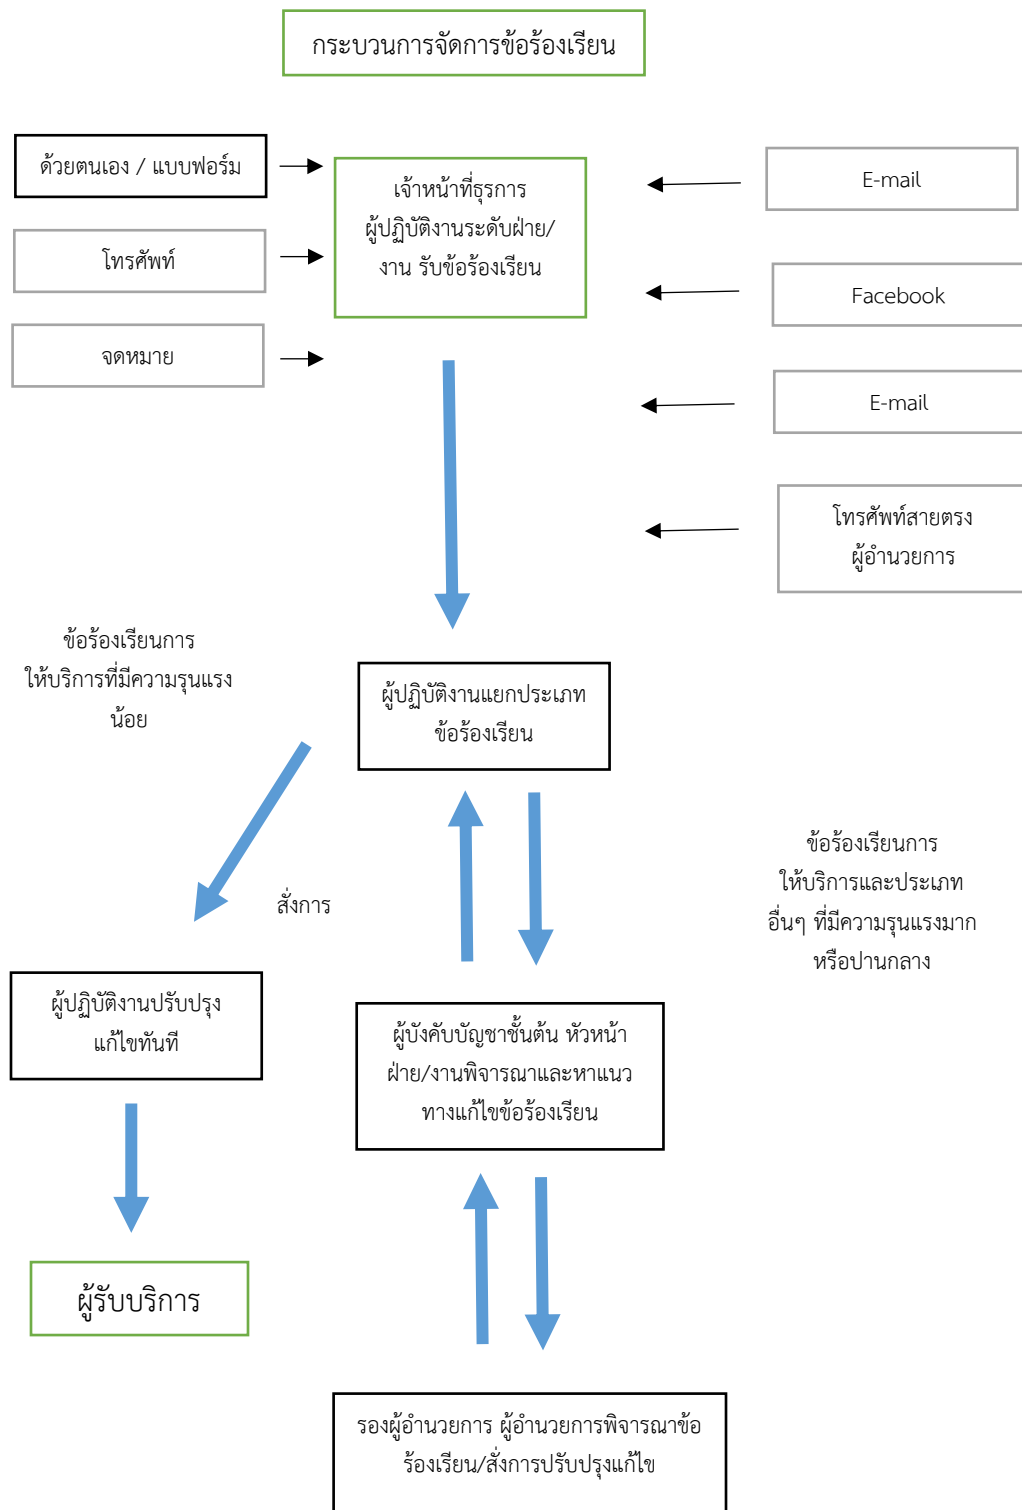 กระบวนการจัดการข้อร้องเรียน
ด้วยตนเอง / แบบฟอร์ม
โทรศัพท์
จดหมาย
เจ้าหน้าที่ธุรการ
ผู้ปฏิบัติงานระดับฝ่าย/
งาน รับข้อร้องเรียน
E-mail
Facebook
E-mail
โทรศัพท์สายตรง
ผู้อำนวยการ
ข้อร้องเรียนการ
ให้บริการที่มีความรุนแรง
น้อย
ผู้ปฏิบัติงานแยกประเภท
ข้อร้องเรียน
สั่งการ
ข้อร้องเรียนการ
ให้บริการและประเภท
อื่นๆ ที่มีความรุนแรงมาก
หรือปานกลาง
ผู้ปฏิบัติงานปรับปรุง
แก้ไขทันที
ผู้บังคับบัญชาชั้นต้น หัวหน้า
ฝ่าย/งานพิจารณาและหาแนว
ทางแก้ไขข้อร้องเรียน
ผู้รับบริการ
รองผู้อำนวยการ ผู้อำนวยการพิจารณาข้อ
ร้องเรียน/สั่งการปรับปรุงแก้ไข